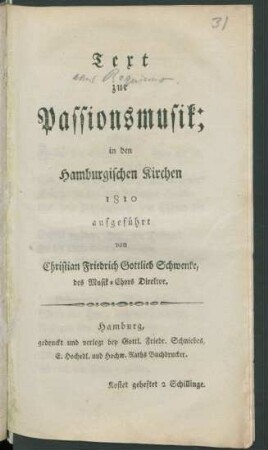 31
Text
zur
Passionsmusik;
in den
Hamburgischen Kirchen
1810
aufgeführt
von
Christian Friedrich Gottlieb Schwenke,
des Musik-Chors Direktor.
Hamburg,
gedruckt und verlegt bey Gottl. Friedr. Schniebes,
E. Hochedl. und Hochw. Raths Buchdrucker.
Kostet geheftet 2 Schillinge.